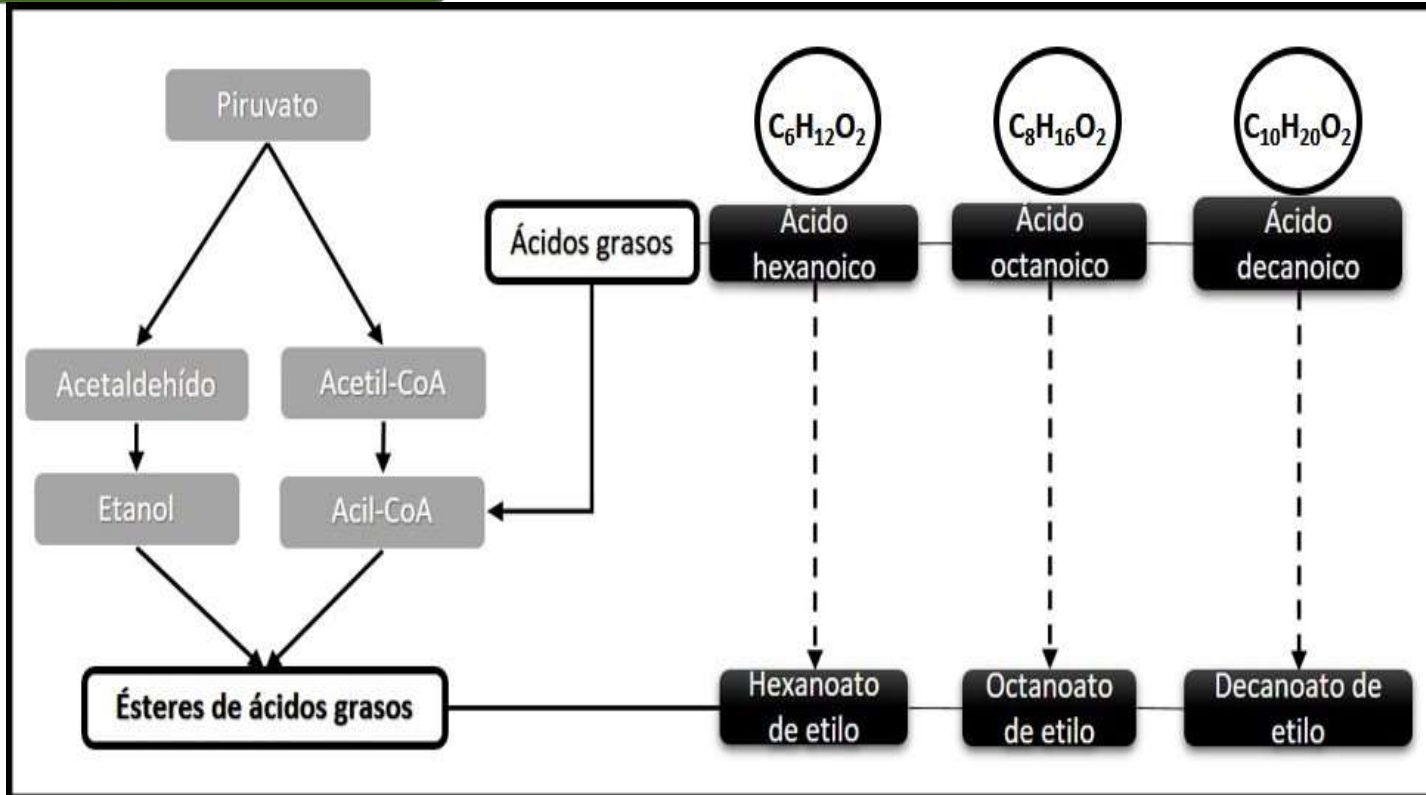 Piruvato
C6H12O2
C8H16O2
C10H20O2
Ácidos grasos
Ácido
hexanoico
Ácido
octanoico
Ácido
decanoico
Acetaldehído
Acetil-CoA
Etanol
Acil-CoA
Ésteres de ácidos grasos
Hexanoato
de etilo
Octanoato
de etilo
Decanoato de
etilo